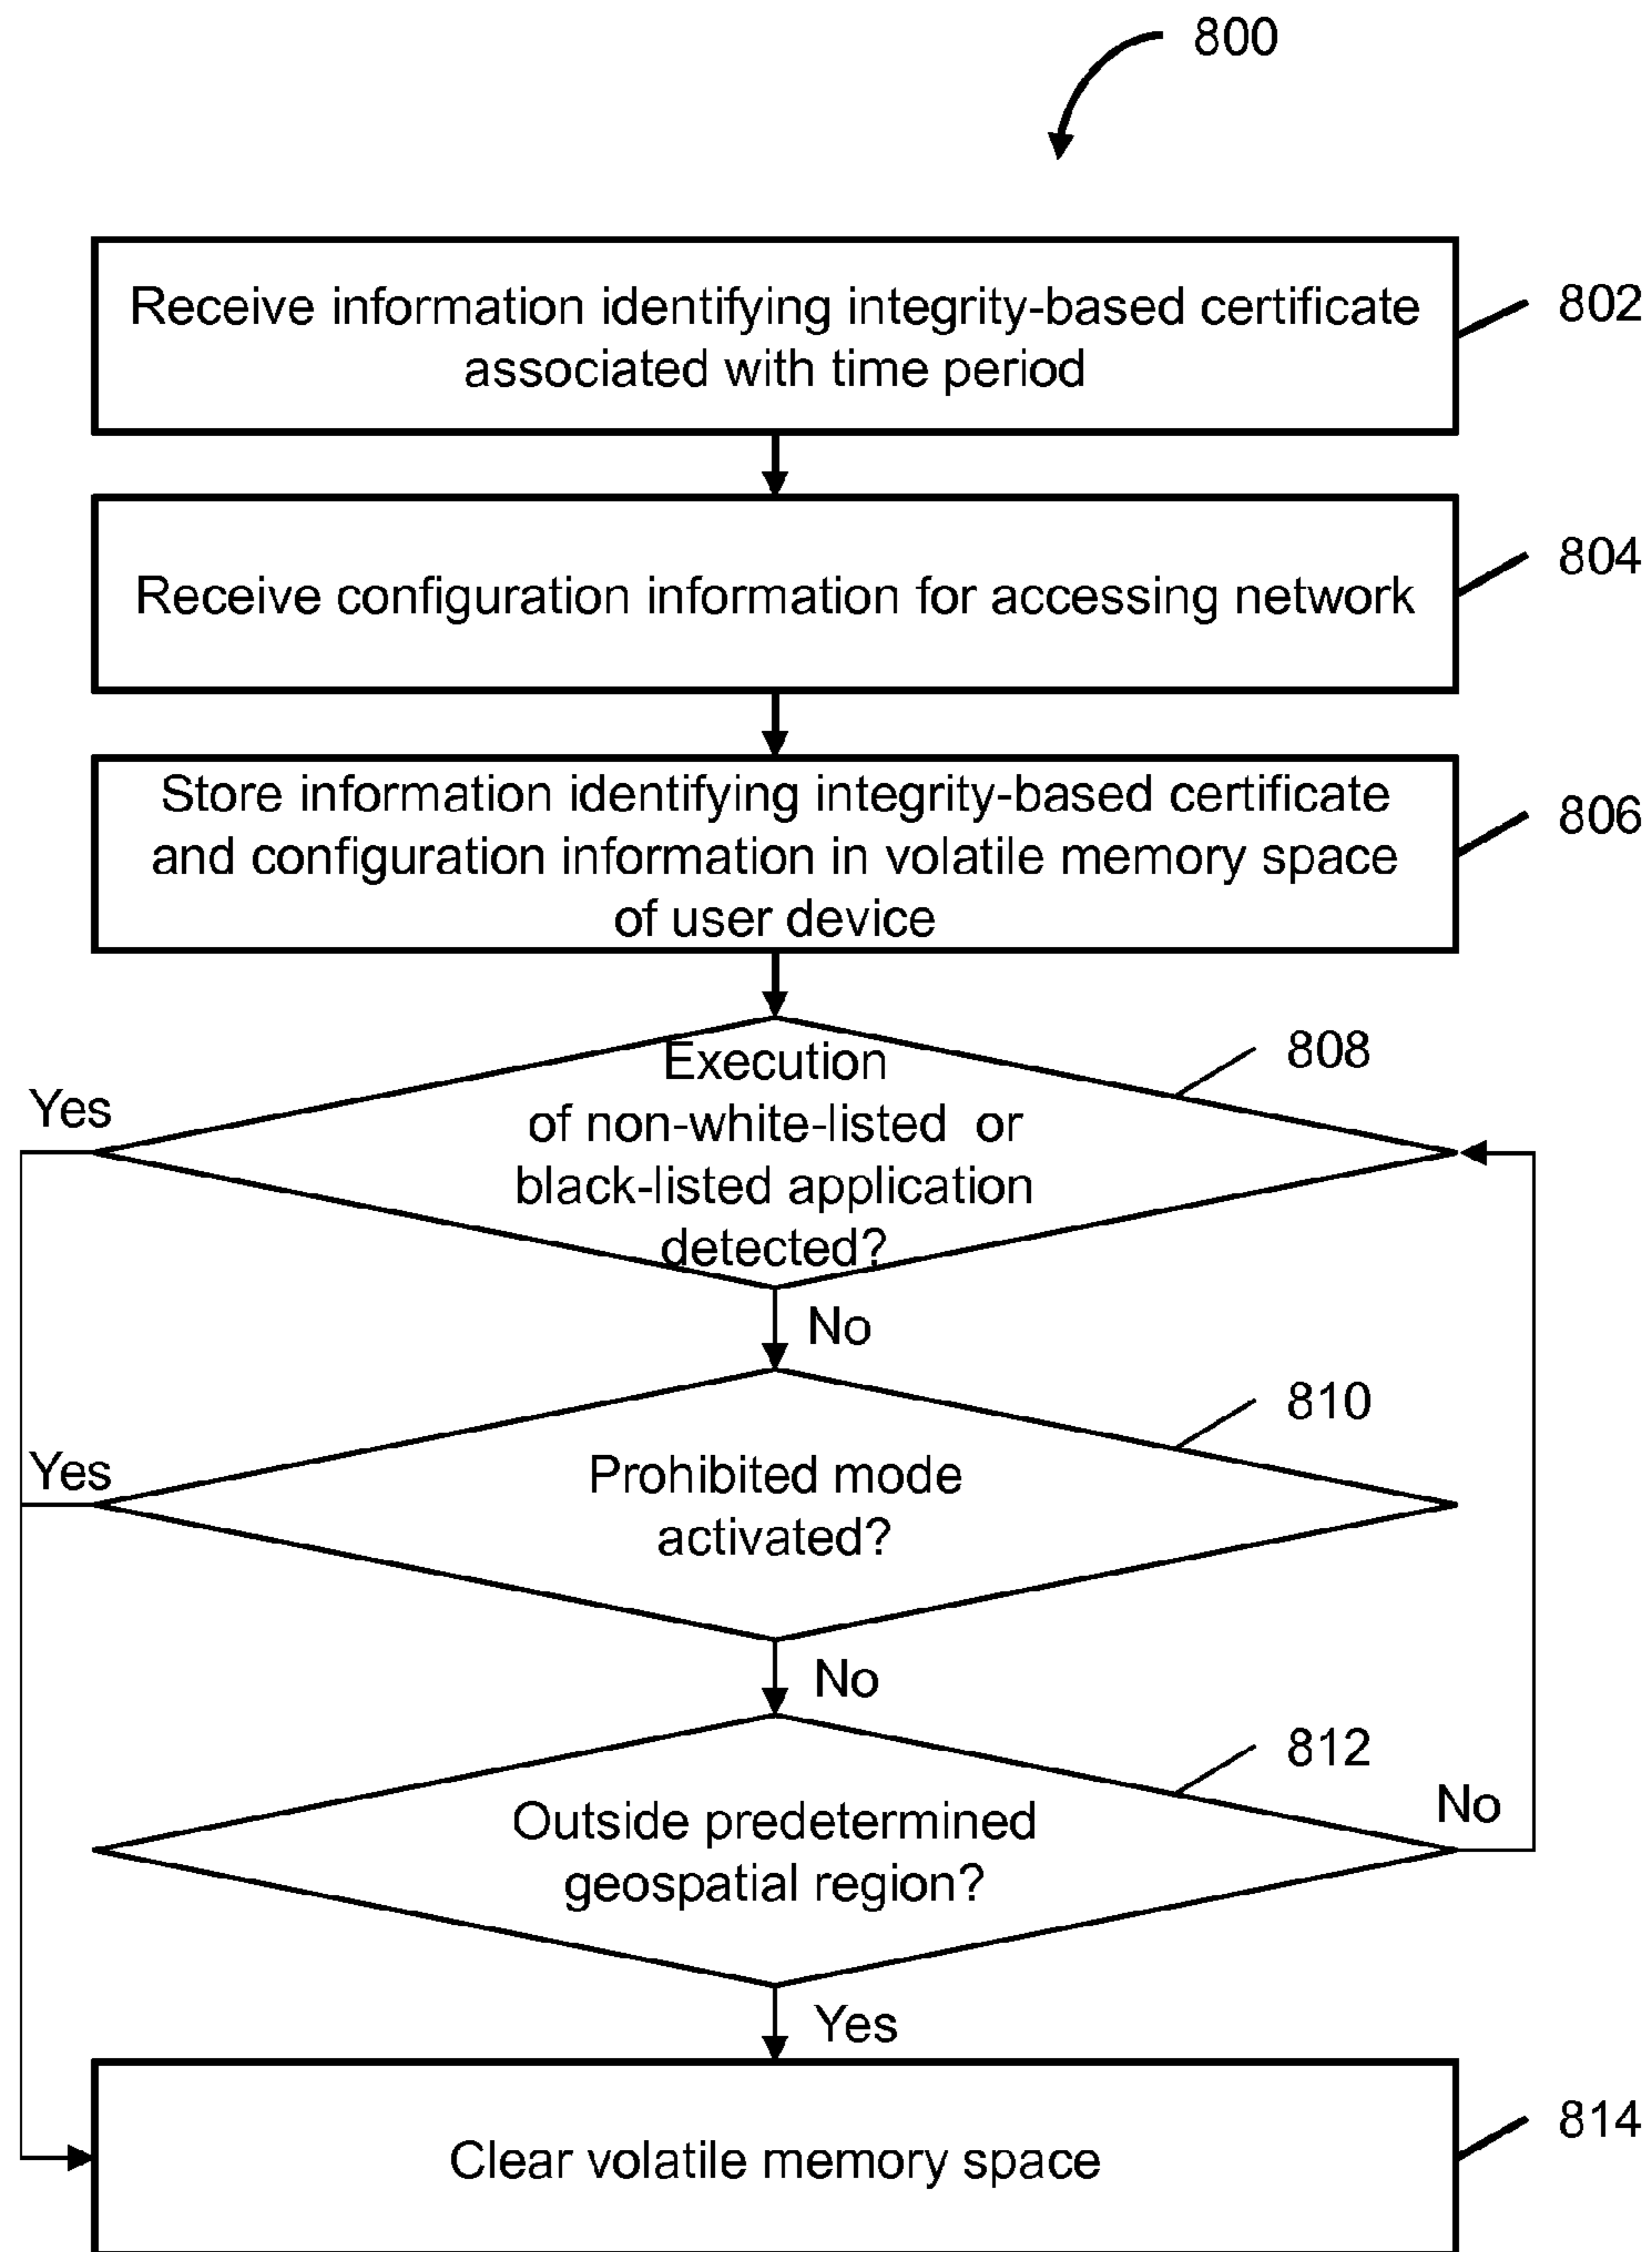 800
Receive information identifying integrity-based certificate
associated with time period
802
Receive configuration information for accessing network
804
Store information identifying integrity-based certificate
and configuration information in volatile memory space
of user device
806
Execution
of non-white-listed or
black-listed application
detected?
808
Yes
No
Prohibited mode
activated?
810
Yes
No
Outside predetermined
geospatial region?
812
No
Yes
Clear volatile memory space
814